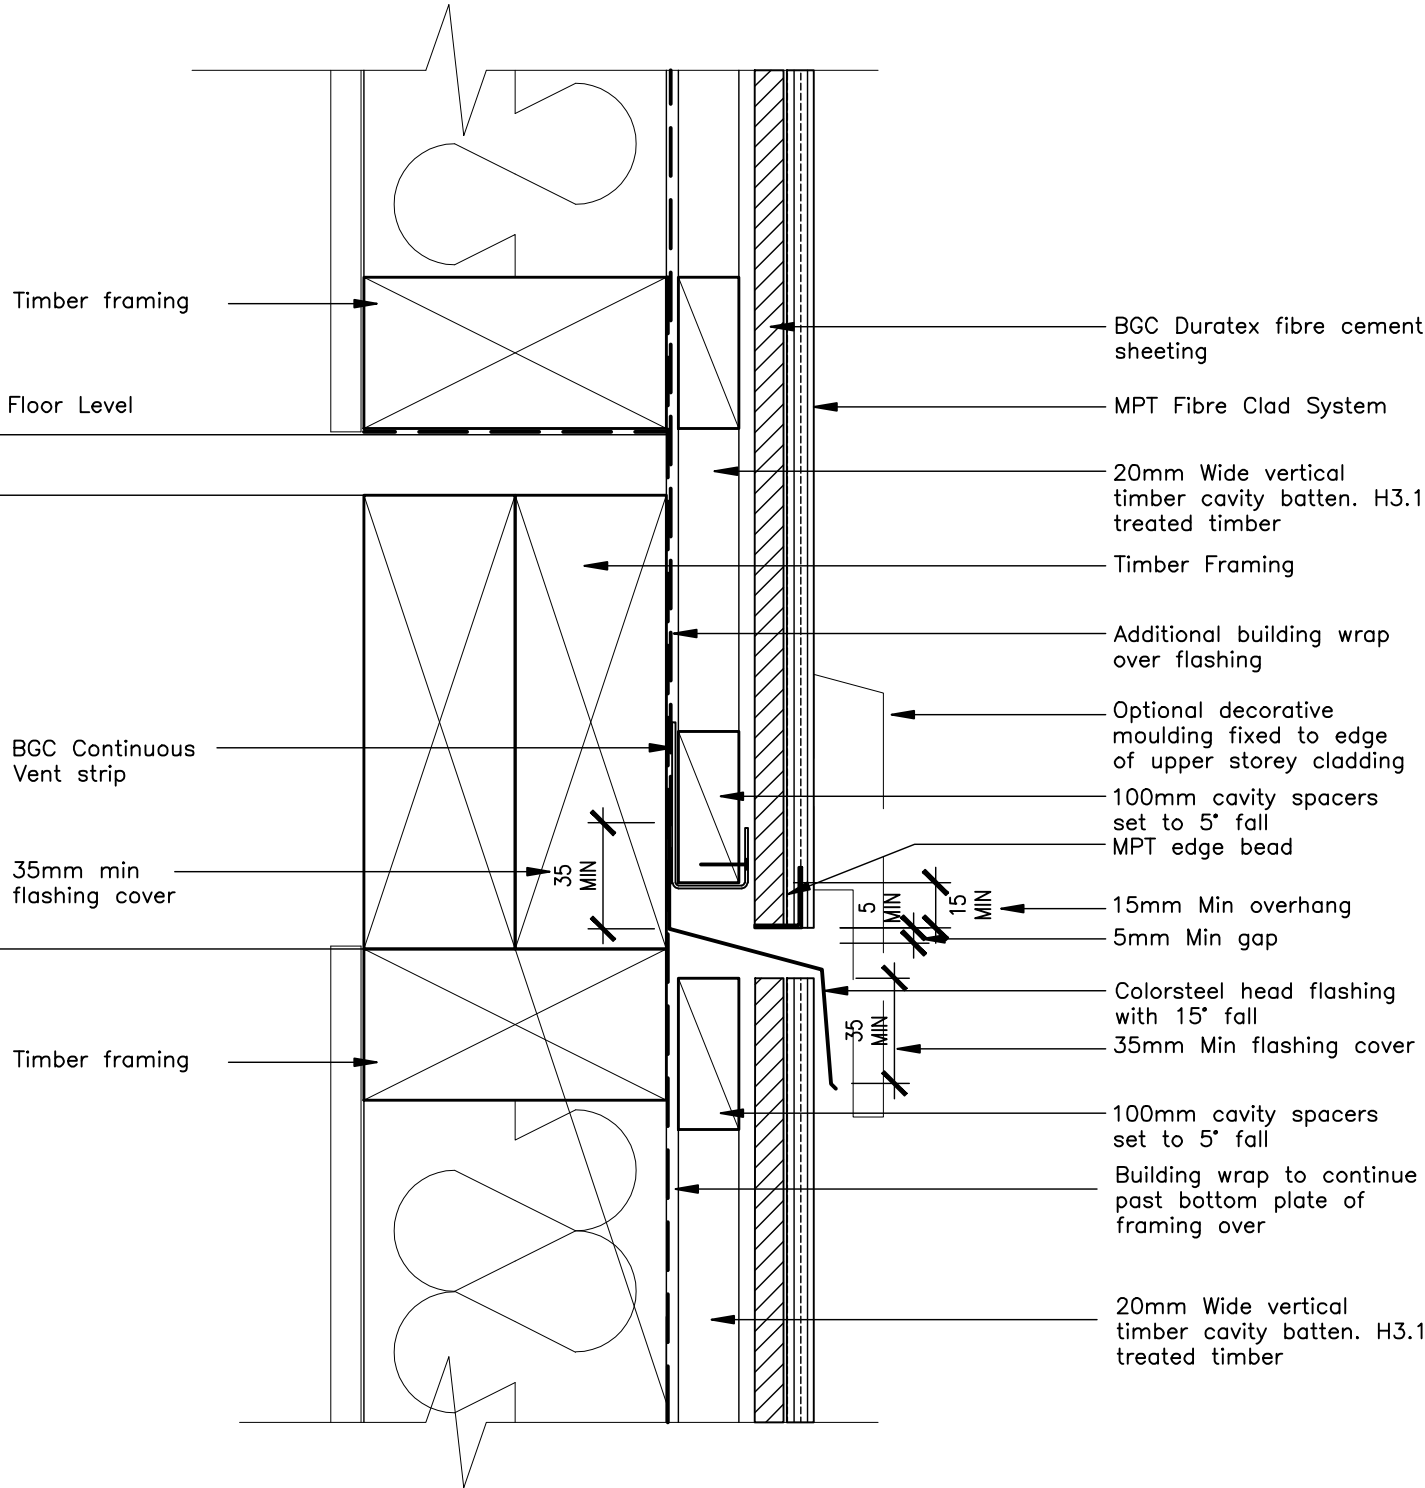 Timber framing
Floor Level
BGC Continuous
Vent strip
35mm min
flashing cover
Timber framing
35
MIN
5
MIN
15
MIN
35
MIN
BGC Duratex fibre cement
sheeting
MPT Fibre Clad System
20mm Wide vertical
timber cavity batten. H3.1
treated timber
Timber Framing
Additional building wrap
over flashing
Optional decorative
moulding fixed to edge
of upper storey cladding
100mm cavity spacers
set to 5° fall
MPT edge bead
15mm Min overhang
5mm Min gap
Colorsteel head flashing
with 15° fall
35mm Min flashing cover
100mm cavity spacers
set to 5° fall
Building wrap to continue
past bottom plate of
framing over
20mm Wide vertical
timber cavity batten. H3.1
treated timber